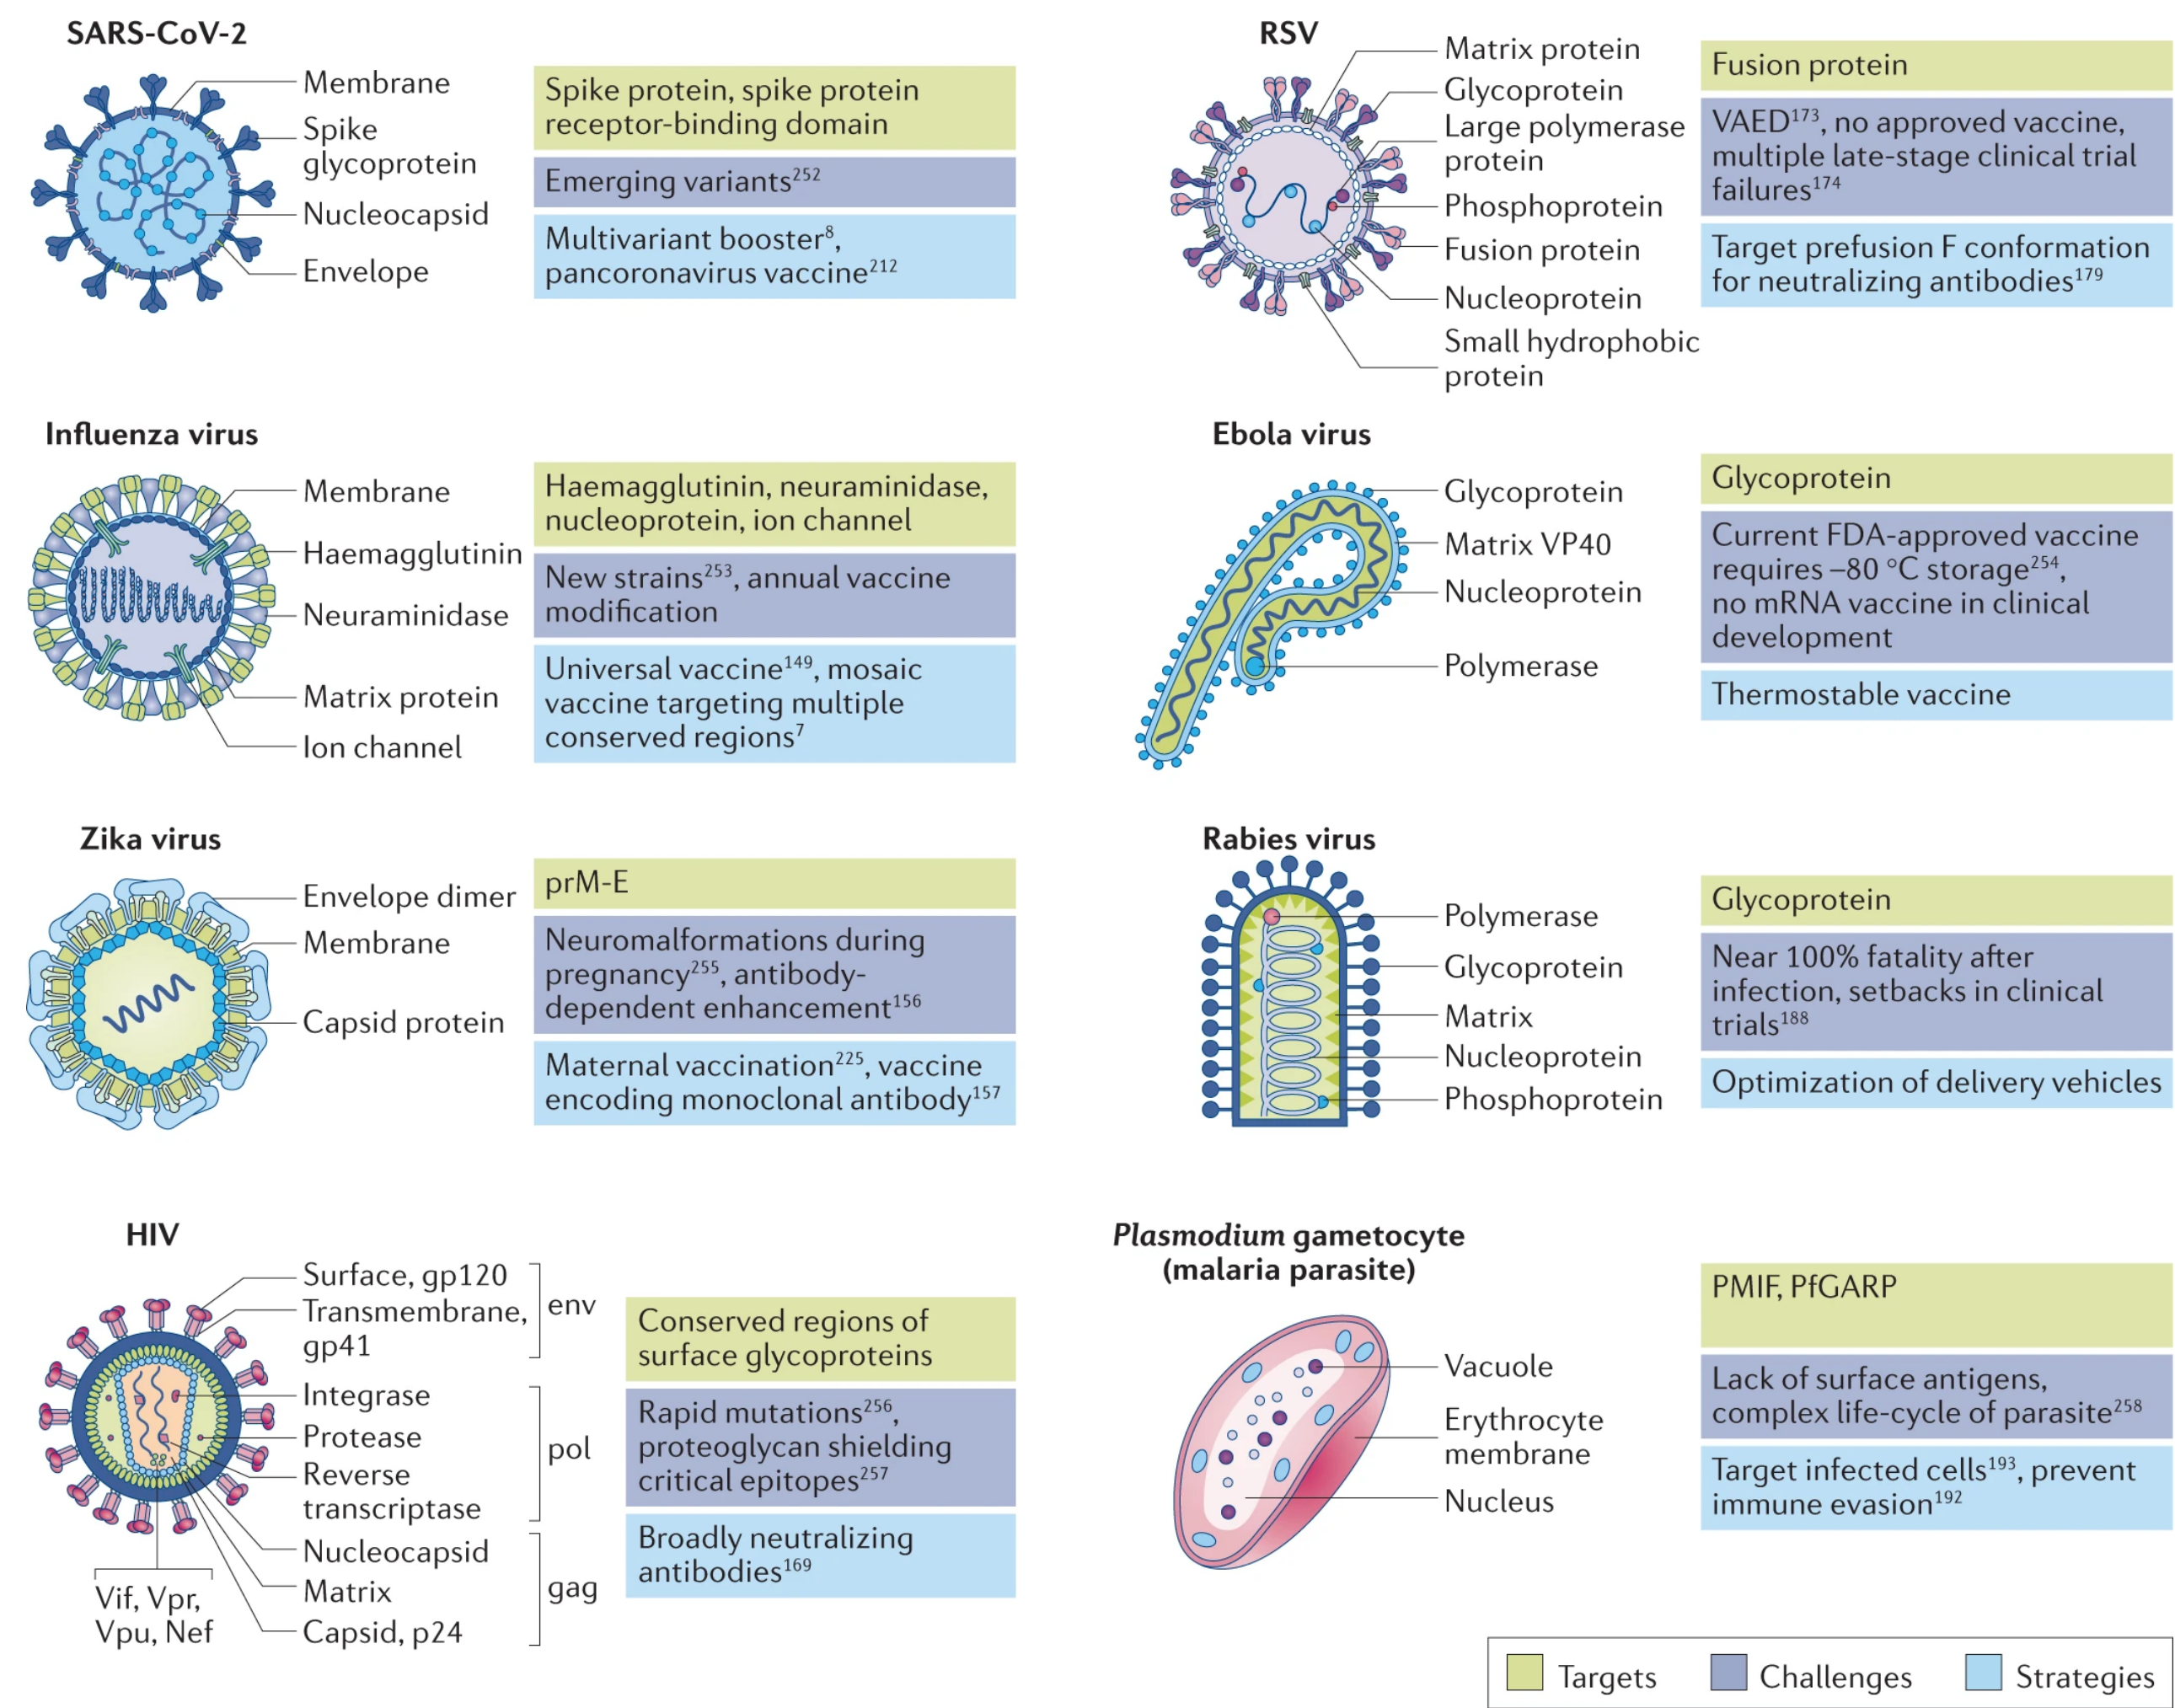 SARS-CoV-2
Membrane
Spike
glycoprotein
Nucleocapsid
Envelope
Spike protein, spike protein
receptor-binding domain
Emerging variants252
Multivariant booster8,
pancoronavirus vaccine212
RSV
Matrix protein
Glycoprotein
Large polymerase
protein
Phosphoprotein
Fusion protein
Nucleoprotein
Small hydrophobic
protein
Fusion protein
VAED173, no approved vaccine,
multiple late-stage clinical trial
failures174
Target prefusion F conformation
for neutralizing antibodies179
Influenza virus
Membrane
Haemagglutinin
Neuraminidase
Matrix protein
Ion channel
Haemagglutinin, neuraminidase,
nucleoprotein, ion channel
New strains253, annual vaccine
modification
Universal vaccine149, mosaic
vaccine targeting multiple
conserved regions7
Ebola virus
Glycoprotein
Matrix VP40
Nucleoprotein
Polymerase
Glycoprotein
Current FDA-approved vaccine
requires –80 °C storage254,
no mRNA vaccine in clinical
development
Thermostable vaccine
Zika virus
Envelope dimer
Membrane
Capsid protein
prM-E
Neuromalformations during
pregnancy255, antibody-
dependent enhancement156
Maternal vaccination225, vaccine
encoding monoclonal antibody157
Rabies virus
Polymerase
Glycoprotein
Matrix
Nucleoprotein
Phosphoprotein
Glycoprotein
Near 100% fatality after
infection, setbacks in clinical
trials188
Optimization of delivery vehicles
HIV
Surface, gp120
Transmembrane,
gp41
env
Integrase
Protease
Reverse
transcriptase
pol
Nucleocapsid
Matrix
Capsid, p24
gag
Vif, Vpr,
Vpu, Nef
Conserved regions of
surface glycoproteins
Rapid mutations256,
proteoglycan shielding
critical epitopes257
Broadly neutralizing
antibodies169
Plasmodium gametocyte
(malaria parasite)
Vacuole
Erythrocyte
membrane
Nucleus
PMIF, PfGARP
Lack of surface antigens,
complex life-cycle of parasite258
Target infected cells193, prevent
immune evasion192
Targets
Challenges
Strategies